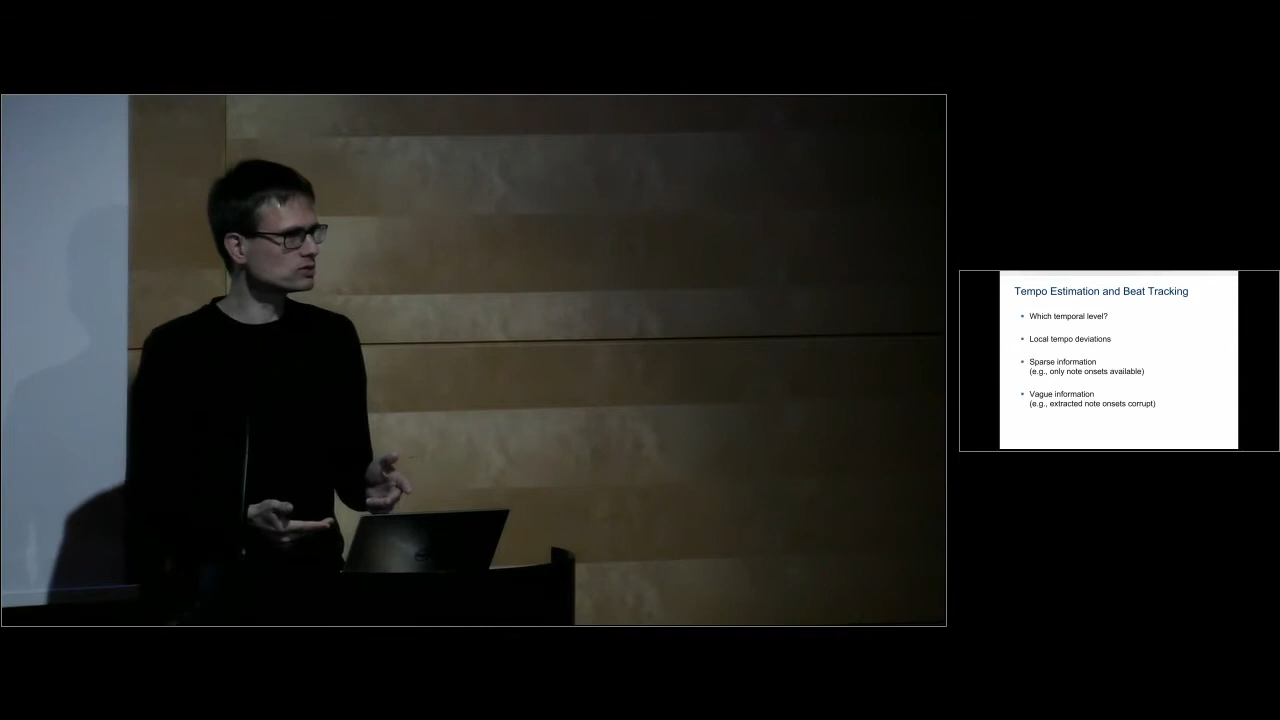 Tempo Estimation and Beat Tracking
Which temporal level?
Local tempo deviations
Sparse information
(e.g., only note onsets available)
Vague information
(e.g., extracted note onsets corrupt)